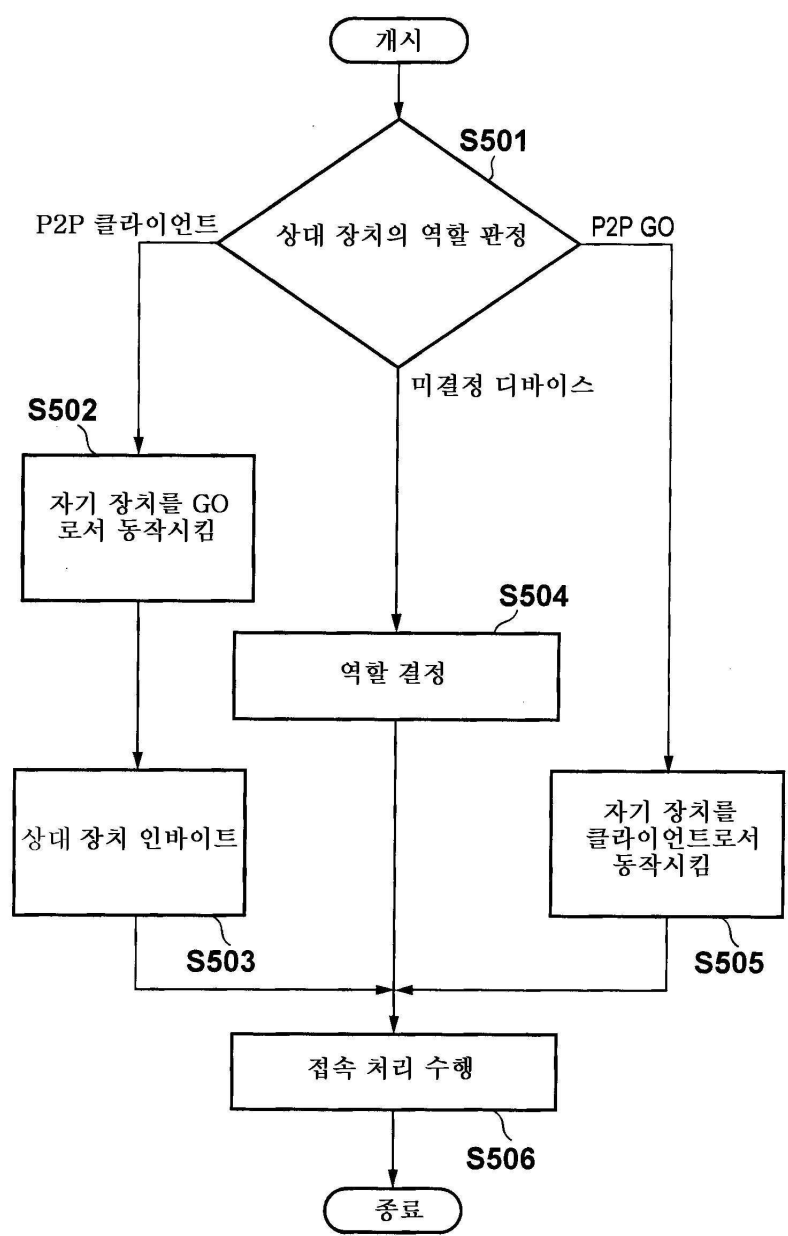 개시
S501
P2P 클라이언트
상대 장치의 역할 판정
P2P GO
미결정 디바이스
S502
자기 장치를 GO
로서 동작시킴
S504
역할 결정
상대 장치 인바이트
자기 장치를
클라이언트로서
동작시킴
S503
S505
접속 처리 수행
S506
종료